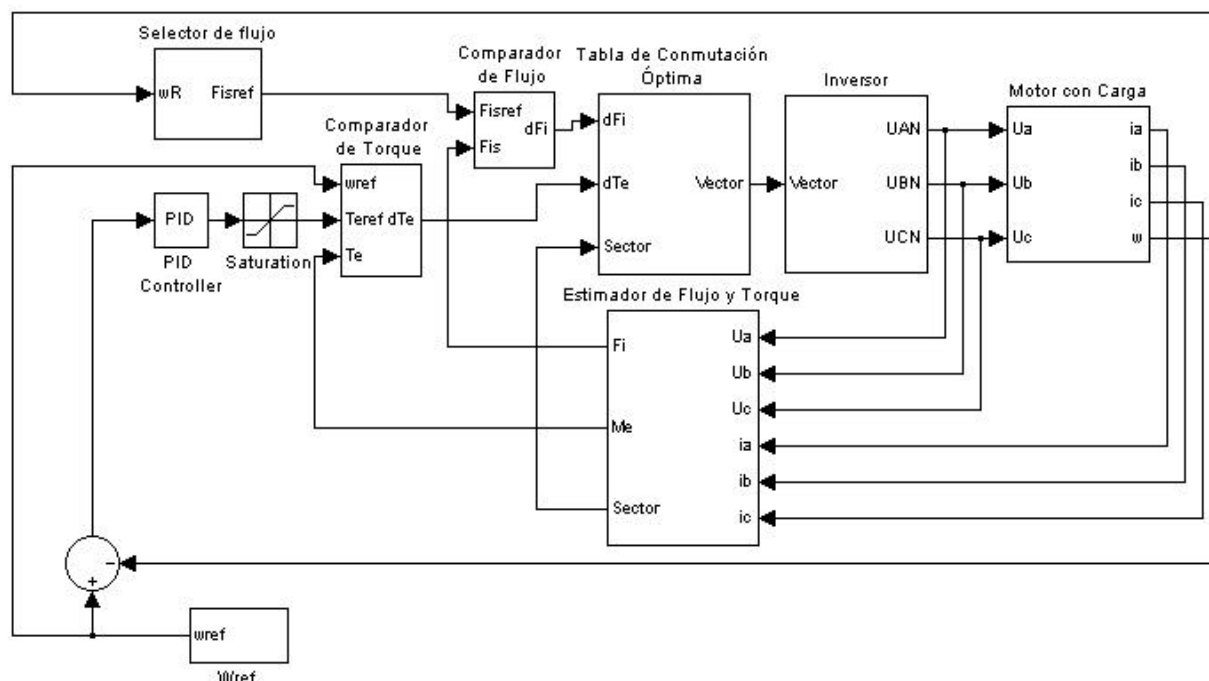 Selector de flujo
wR
Fisref
Comparador
de Flujo
Fisref
dFi
Fis
Tabla de Conmutación
Óptima
dFi
dTe
Vector
Sector
Inversor
Vector
UAN
UBN
UCN
Motor con Carga
Ua
Ub
Uc
ia
ib
ic
w
Comparador
de Torque
wref
Teref dTe
Te
PID
PID
Controller
Saturation
Estimador de Flujo y Torque
Fi
Me
Sector
Ua
Ub
Uc
ia
ib
ic
-
+
wref
Wref